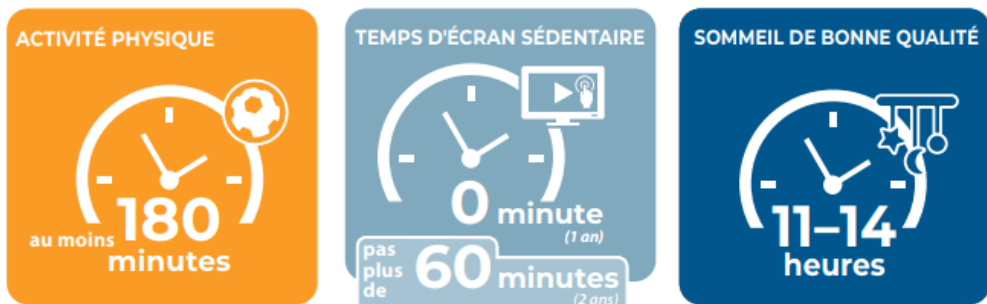 ACTIVITÉ PHYSIQUE
au moins 180
minutes
TEMPS D'ÉCRAN SÉDENTAIRE
0 minute
(1 an)
pas
plus
de
60 minutes
(2 ans)
SOMMEIL DE BONNE QUALITÉ
11–14
heures